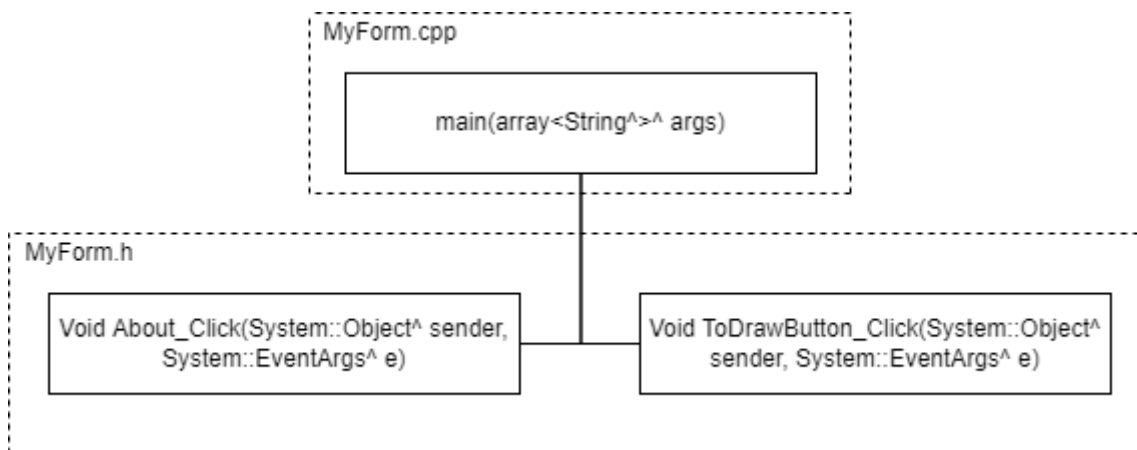 MyForm.cpp
main(array<String^>^ args)
MyForm.h
Void About_Click(System::Object^ sender,
System::EventArgs^ e)
Void ToDrawButton_Click(System::Object^
sender, System::EventArgs^ e)